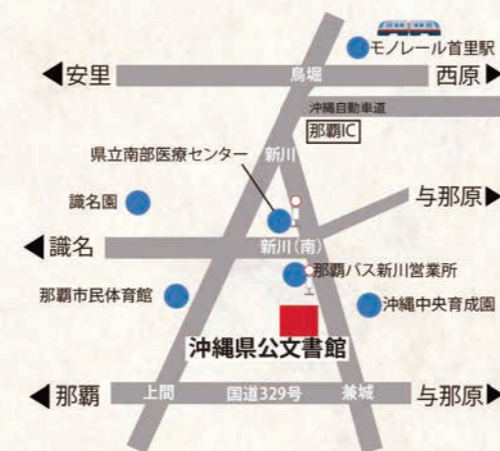 モノレール首里駅
◀安里
鳥堀
西原▶
沖縄自動車道
那覇IC
県立南部医療センター
新川
識名園
与那原▶
◀識名
新川(南)
那覇バス新川営業所
那覇市民体育館
沖縄中央育成園
沖縄県公文書館
◀那覇
上間
国道329号
兼城
与那原▶